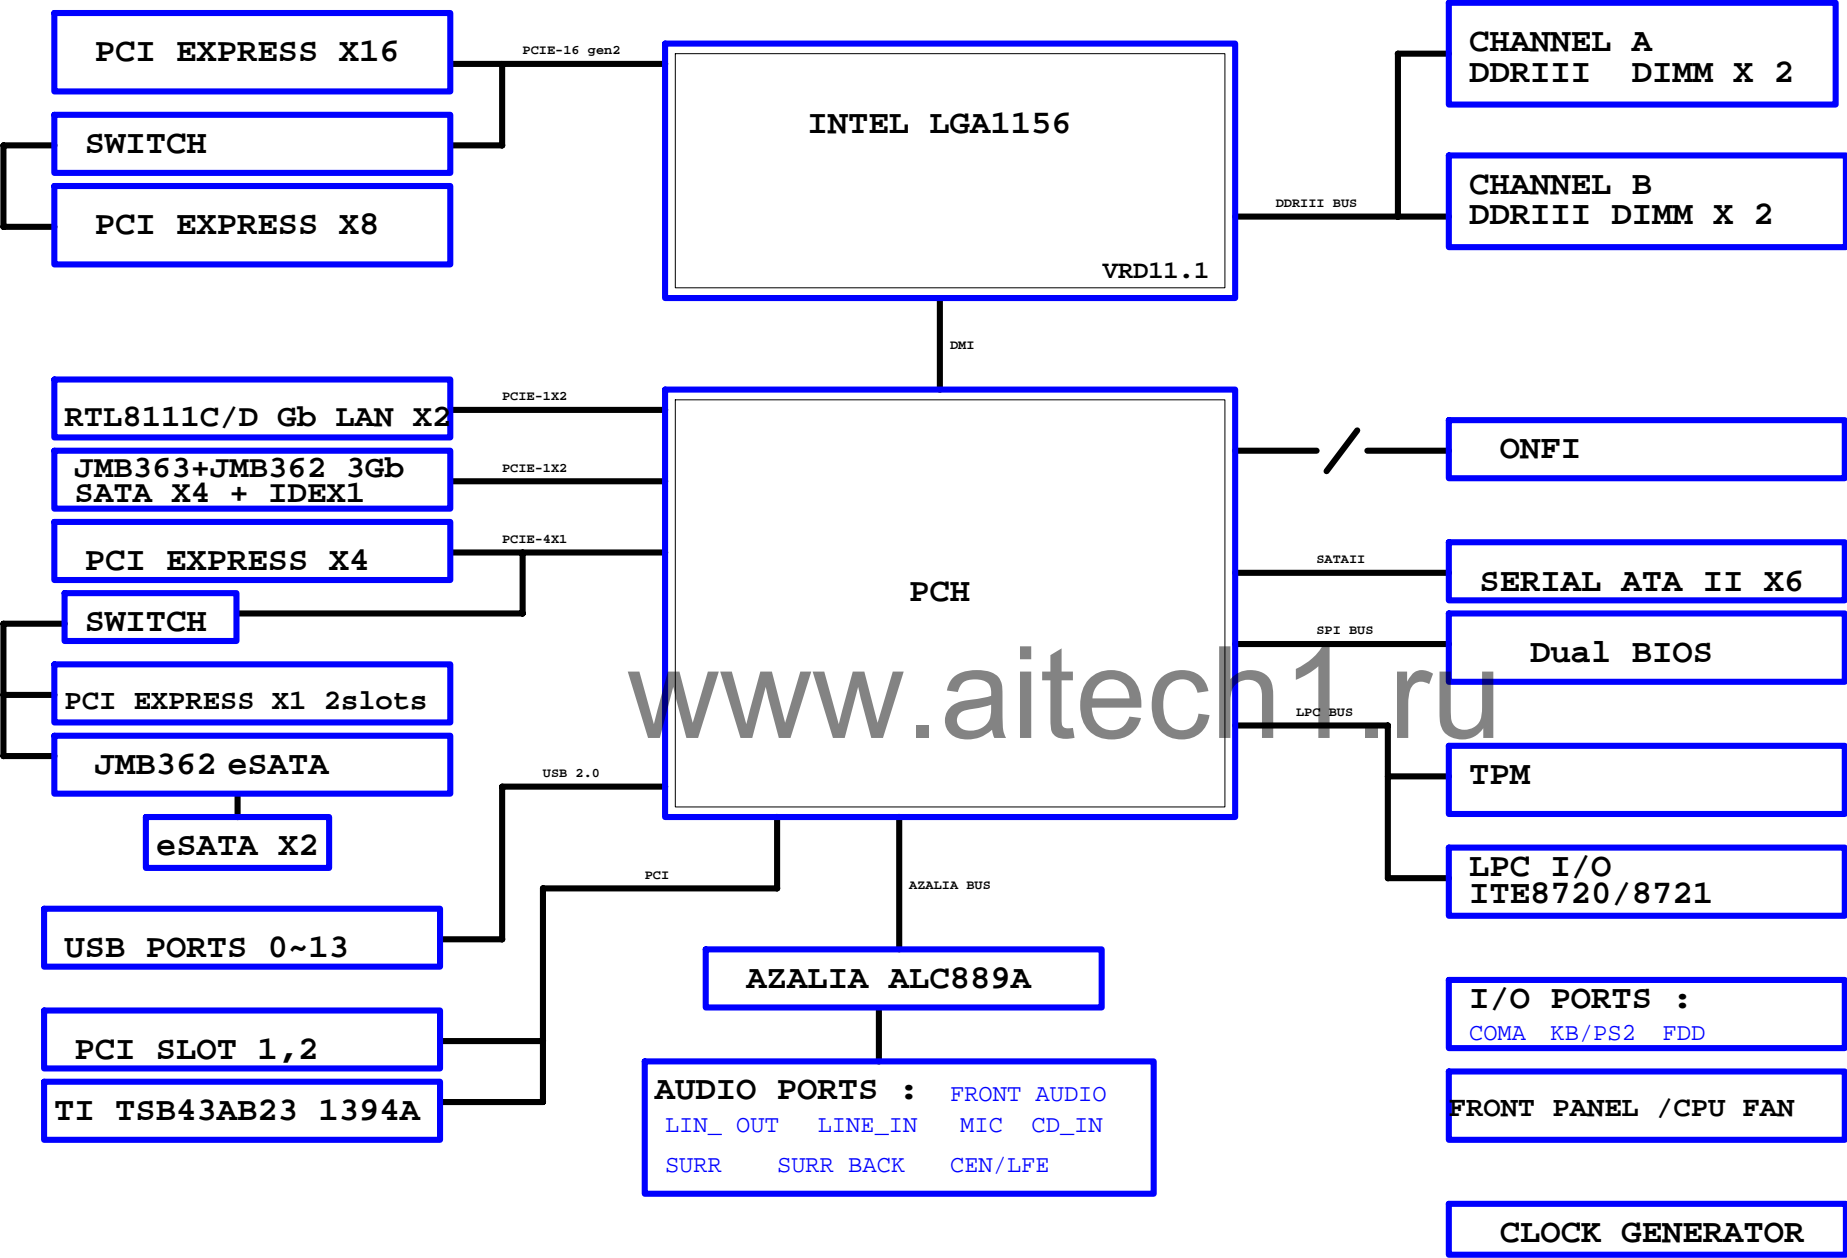 PCI EXPRESS X16
PCIE-16 gen2
SWITCH
PCI EXPRESS X8
INTEL LGA1156
VRD11.1
CHANNEL A
DDRIII DIMM X 2
DDRIII BUS
CHANNEL B
DDRIII DIMM X 2
DMI
RTL8111C/D Gb LAN X2
PCIE-1X2
JMB363+JMB362 3Gb
SATA X4 + IDEX1
PCIE-1X2
PCI EXPRESS X4
PCIE-4X1
SWITCH
PCI EXPRESS X1 2slots
JMB362 eSATA
eSATA X2
USB 2.0
USB PORTS 0~13
PCI
PCI SLOT 1,2
TI TSB43AB23 1394A
PCH
www.aitech1.ru
ONFI
SATAII
SERIAL ATA II X6
SPI BUS
Dual BIOS
LPC BUS
TPM
LPC I/O
ITE8720/8721
AZALIA BUS
AZALIA ALC889A
AUDIO PORTS : FRONT AUDIO
LIN_ OUT LINE_IN MIC CD_IN
SURR SURR BACK CEN/LFE
I/O PORTS :
COMA KB/PS2 FDD
FRONT PANEL /CPU FAN
CLOCK GENERATOR